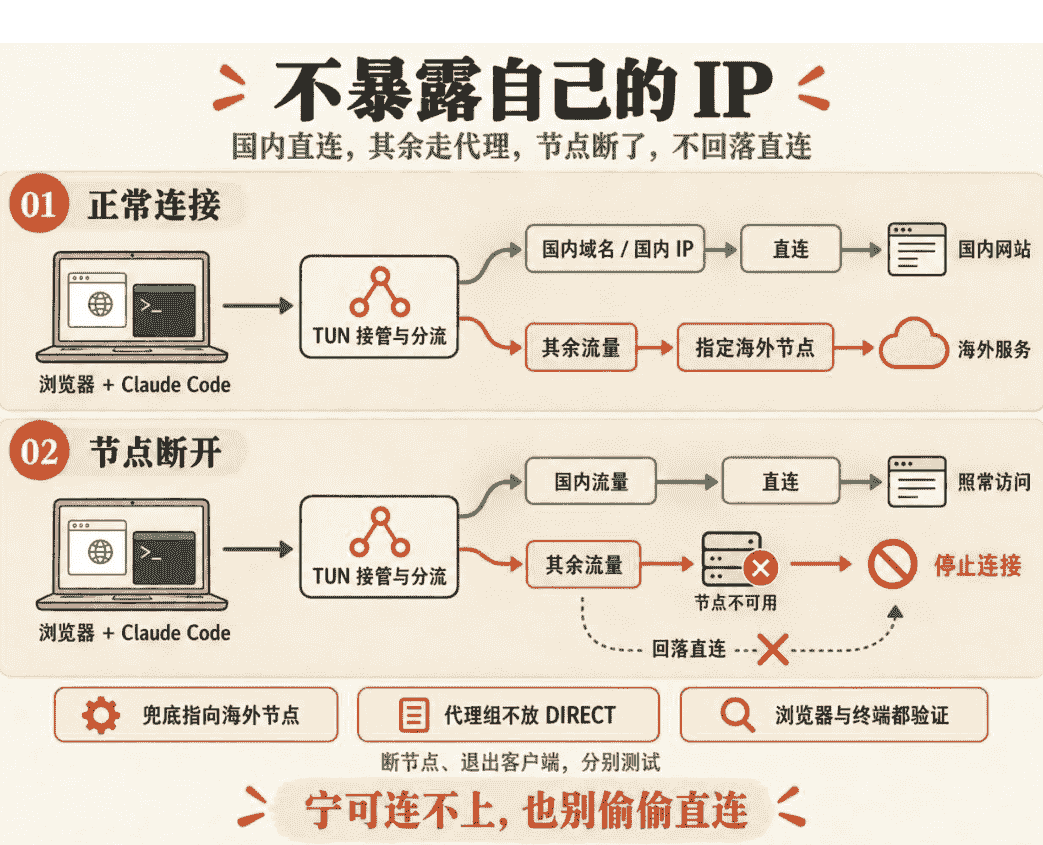 不暴露自己的 IP
国内直连，其余走代理，节点断了，不回落直连
01 正常连接
浏览器 + Claude Code
>_
TUN 接管与分流
国内域名 / 国内 IP
直连
国内网站
其余流量
指定海外节点
海外服务
02 节点断开
浏览器 + Claude Code
>_
TUN 接管与分流
国内流量
直连
照常访问
其余流量
节点不可用
停止连接
回落直连
兜底指向海外节点
代理组不放 DIRECT
浏览器与终端都验证
断节点、退出客户端，分别测试
宁可连不上，也别偷偷直连